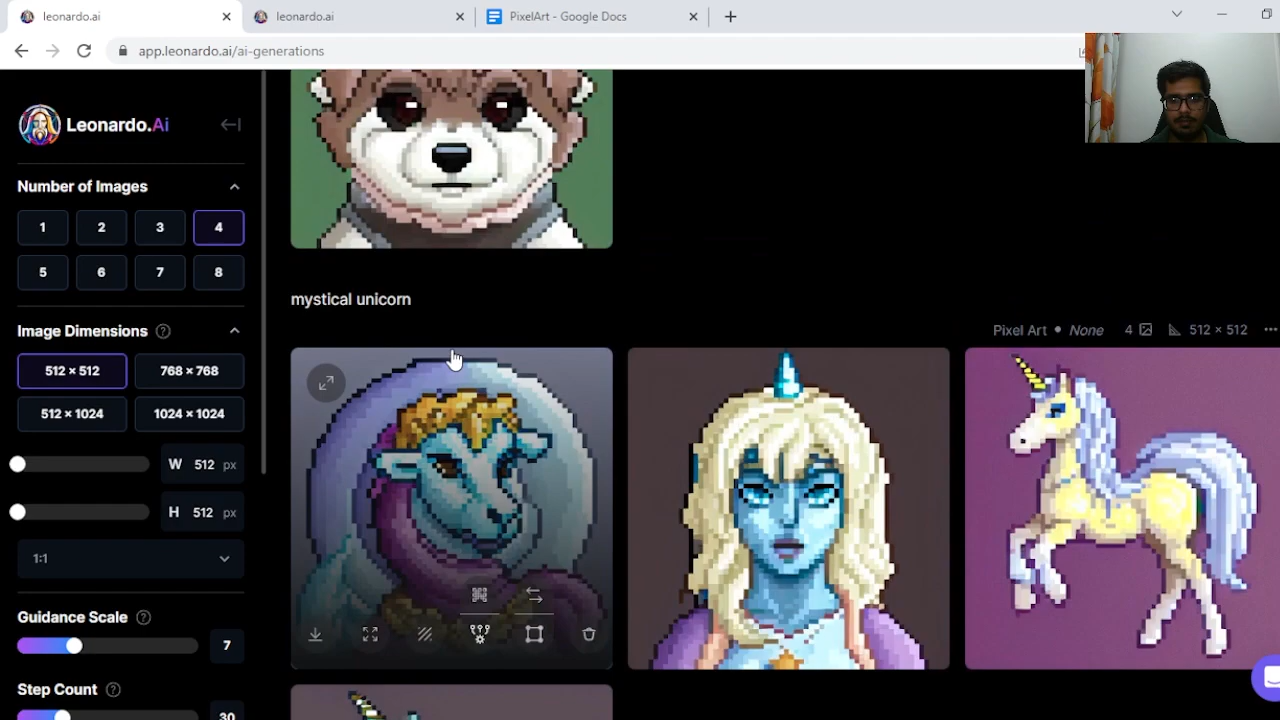 leonardo.ai
leonardo.ai
PixelArt - Google Docs
app.leonardo.ai/ai-generations
Leonardo.Ai
Number of Images
1 2 3 4
5 6 7 8
Image Dimensions
512 × 512 768 × 768
512 × 1024 1024 × 1024
W 512 px
H 512 px
1:1
Guidance Scale
7
Step Count
30
mystical unicorn
Pixel Art • None 4 512 × 512